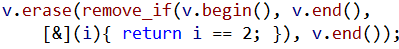 v.erase(remove_if(v.begin(), v.end(),
[&](i){ return i == 2; }), v.end());